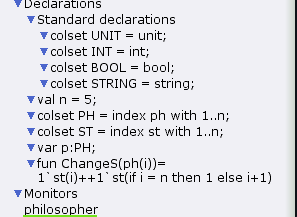 Declarations
Standard declarations
colset UNIT = unit;
colset INT = int;
colset BOOL = bool;
colset STRING = string;
val n = 5;
colset PH = index ph with 1..n;
colset ST = index st with 1..n;
var p:PH;
fun ChangeS(ph(i))=
1`st(i)++1`st(if i = n then 1 else i+1)
Monitors
philosopher